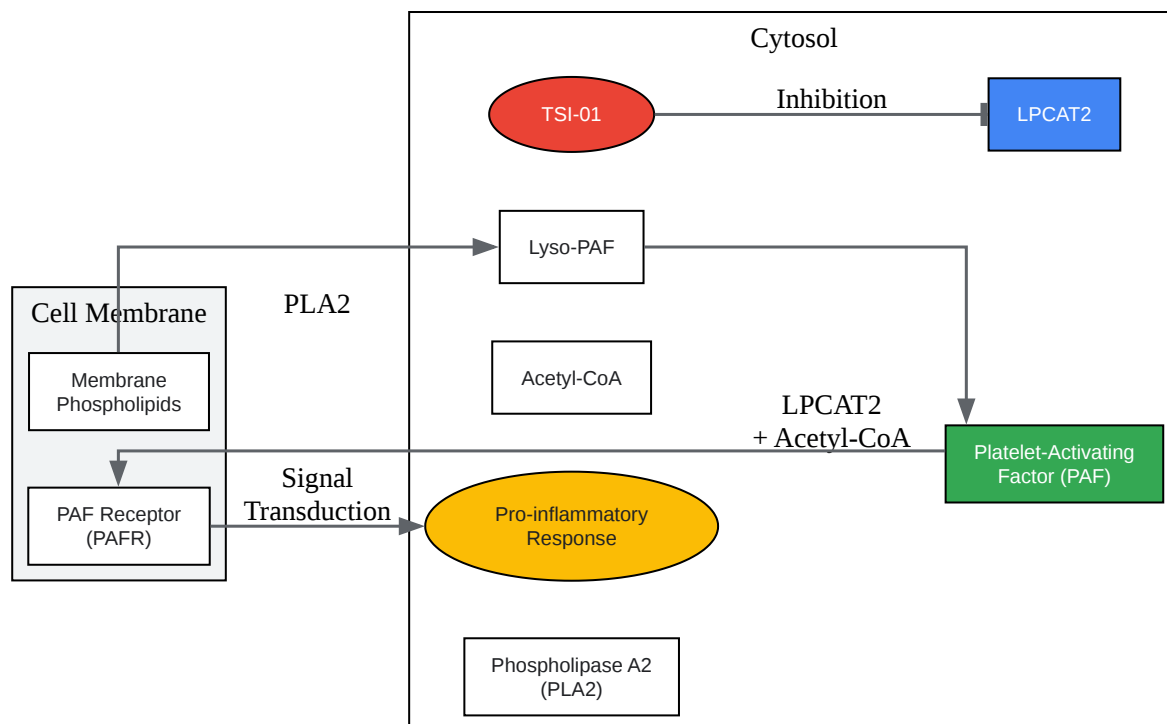 Cytosol
TSI-01
Inhibition
LPCAT2
Lyso-PAF
PLA2
Cell Membrane
Membrane
Phospholipids
Acetyl-CoA
LPCAT2
+ Acetyl-CoA
Platelet-Activating
Factor (PAF)
PAF Receptor
(PAFR)
Signal
Transduction
Pro-inflammatory
Response
Phospholipase A2
(PLA2)